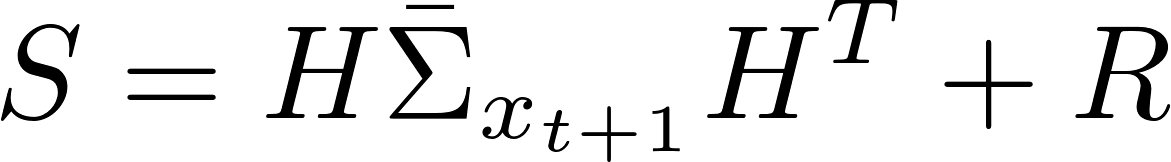 S = H\bar{\Sigma}_{x_{t+1}} H^T + R